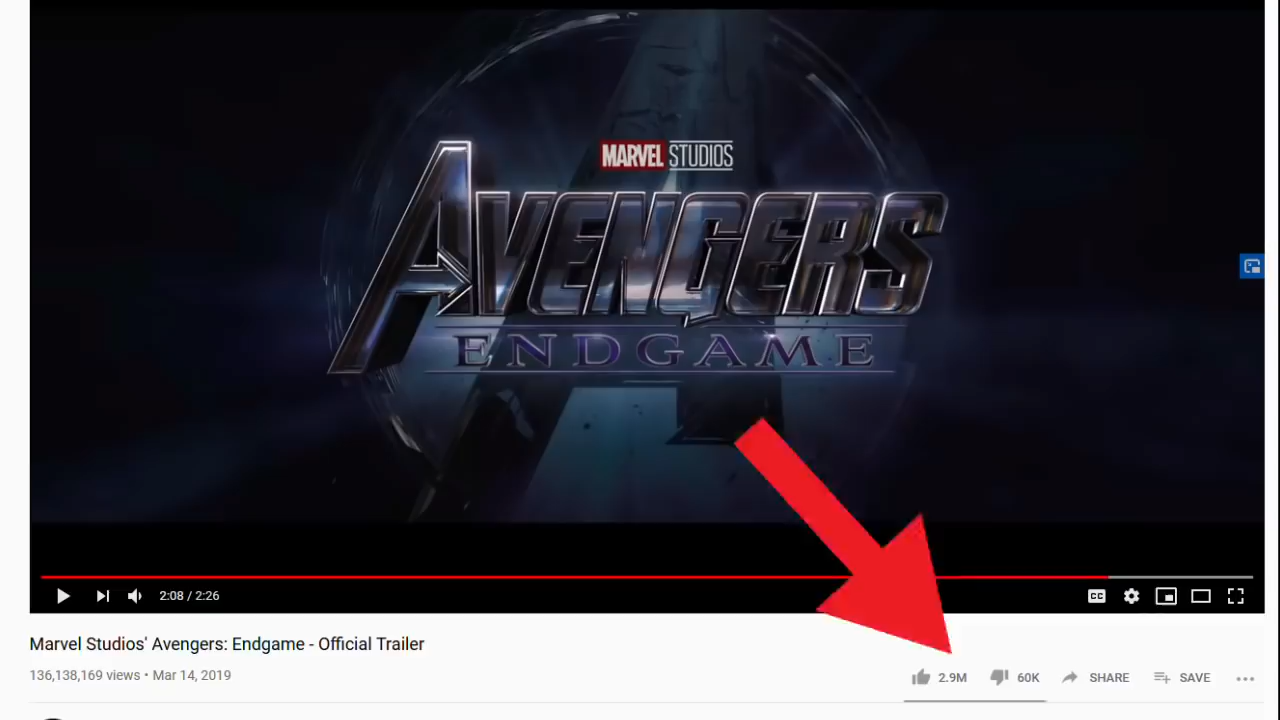 MARVEL STUDIOS
AVENGERS
ENDGAME
2:08 / 2:26
CC
Marvel Studios' Avengers: Endgame - Official Trailer
136,138,169 views • Mar 14, 2019
2.9M 60K SHARE SAVE